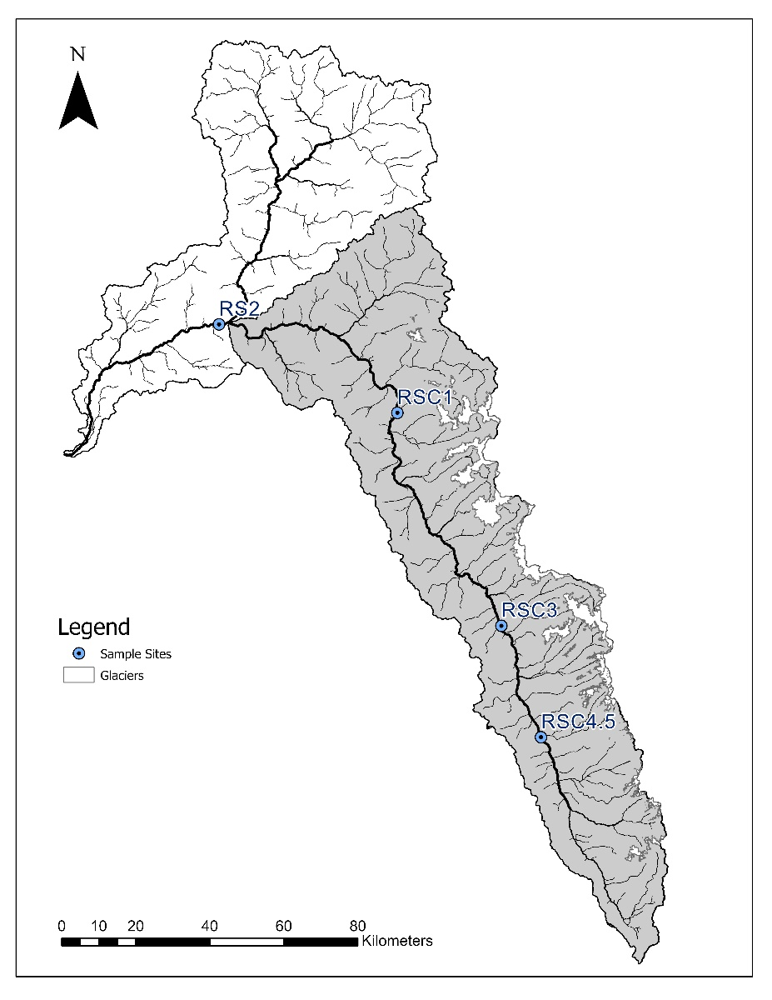 N
RS2
RSC1
RSC3
RSC4.5
Legend
Sample Sites
Glaciers
0 10 20 40 60 80
Kilometers